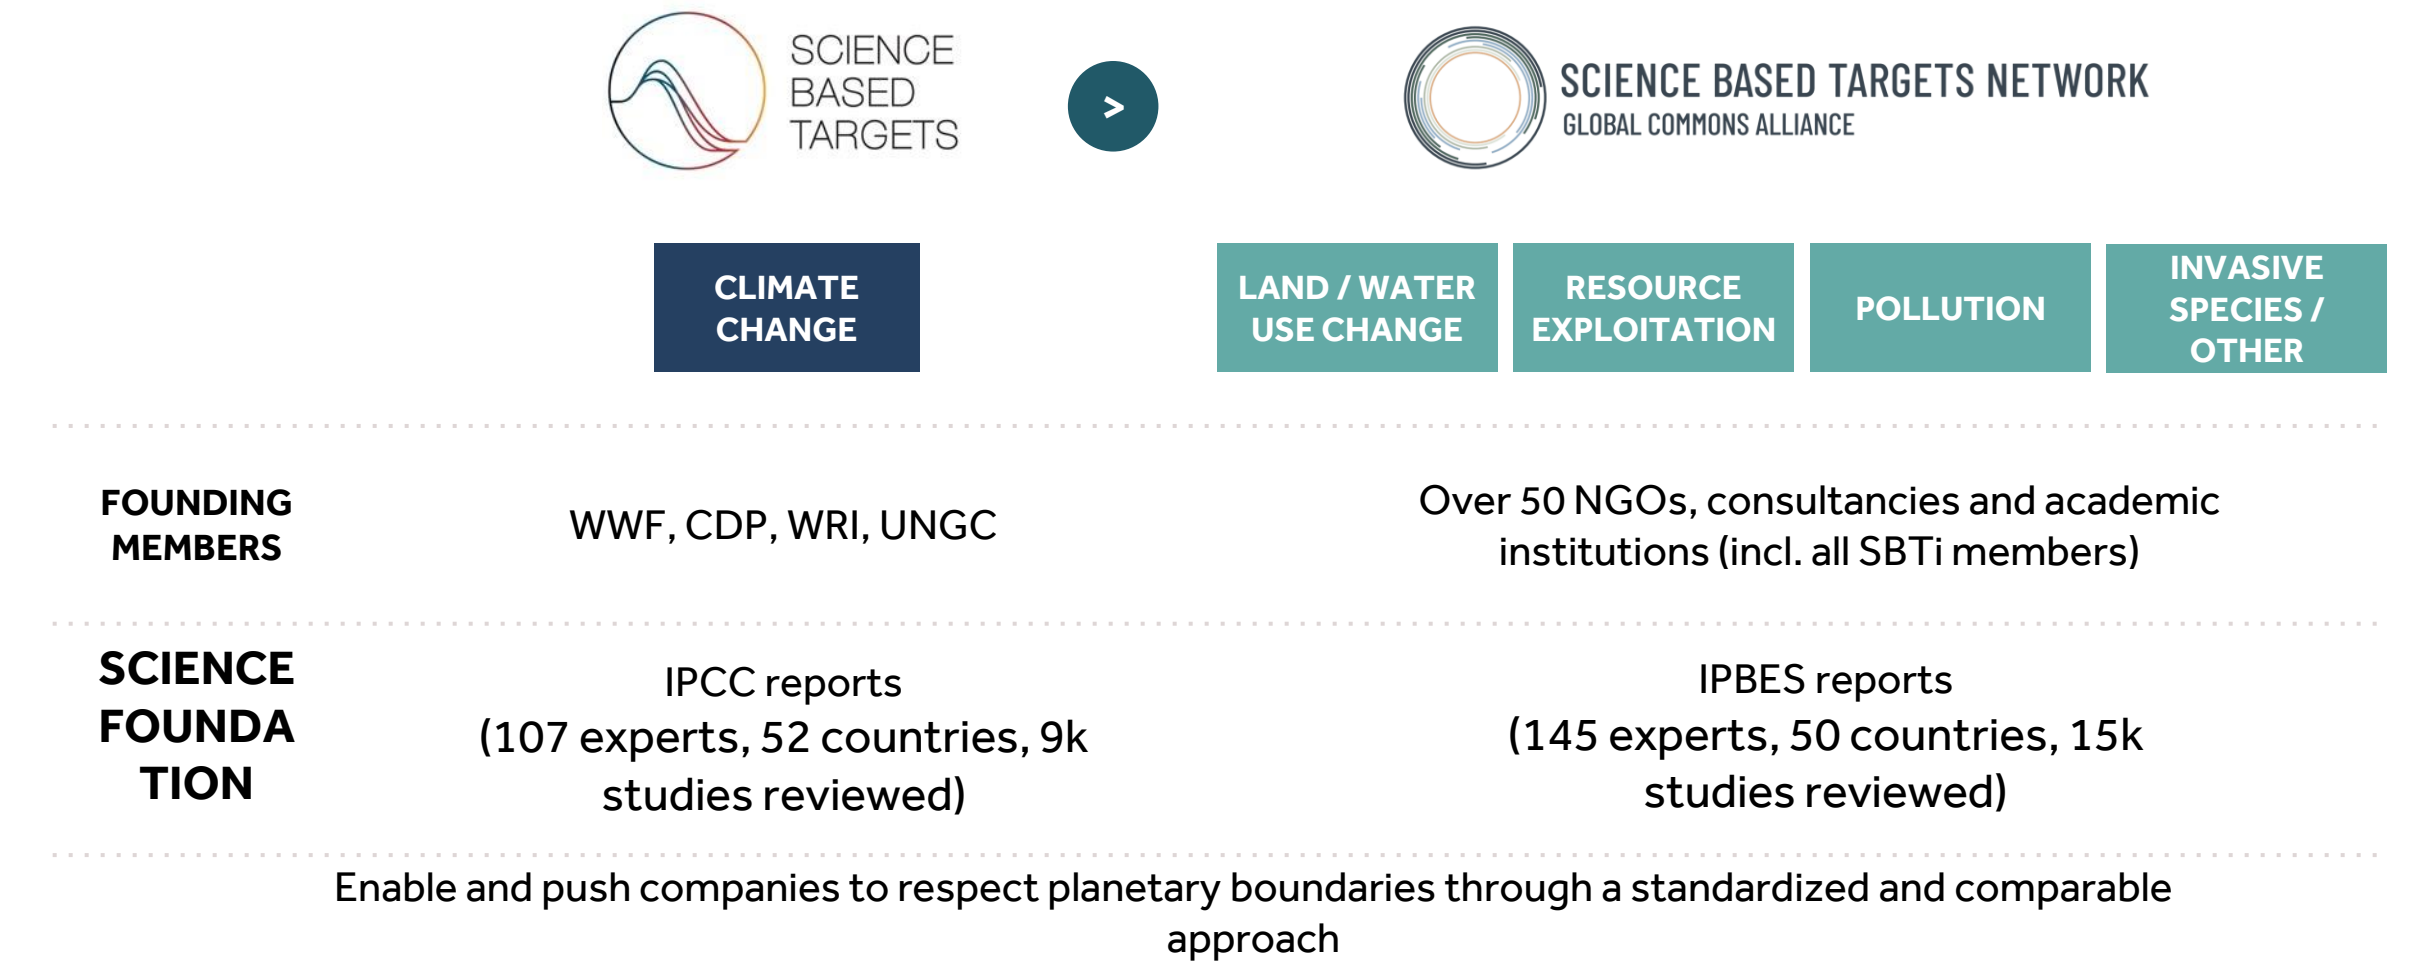 SCIENCE
BASED
TARGETS
>
SCIENCE BASED TARGETS NETWORK
GLOBAL COMMONS ALLIANCE
CLIMATE
CHANGE
LAND / WATER
USE CHANGE
RESOURCE
EXPLOITATION
POLLUTION
INVASIVE
SPECIES /
OTHER
FOUNDING
MEMBERS
WWF, CDP, WRI, UNGC
Over 50 NGOs, consultancies and academic
institutions (incl. all SBTi members)
SCIENCE
FOUNDA
TION
IPCC reports
(107 experts, 52 countries, 9k
studies reviewed)
IPBES reports
(145 experts, 50 countries, 15k
studies reviewed)
Enable and push companies to respect planetary boundaries through a standardized and comparable
approach